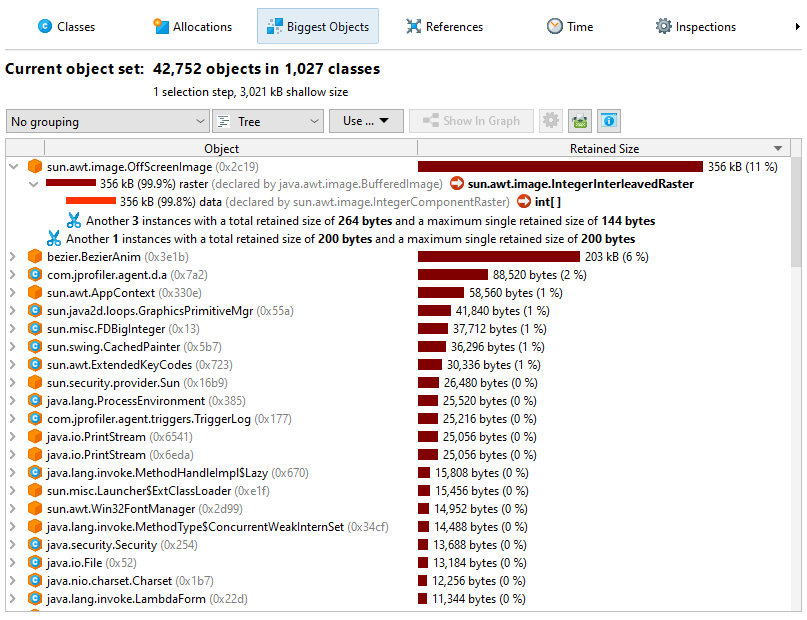 Classes Allocations Biggest Objects References Time Inspections
Current object set: 42,752 objects in 1,027 classes
1 selection step, 3,021 kB shallow size
No grouping Tree Use ... Show In Graph
Object Retained Size
sun.awt.image.OffScreenImage (0x2c19) 356 kB (11 %)
356 kB (99.9%) raster (declared by java.awt.image.BufferedImage) sun.awt.image.IntegerInterleavedRaster
356 kB (99.8%) data (declared by sun.awt.image.IntegerComponentRaster) int[ ]
Another 3 instances with a total retained size of 264 bytes and a maximum single retained size of 144 bytes
Another 1 instances with a total retained size of 200 bytes and a maximum single retained size of 200 bytes
bezier.BezierAnim (0x3e1b) 203 kB (6 %)
com.jprofiler.agent.d.a (0x7a2) 88,520 bytes (2 %)
sun.awt.AppContext (0x330e) 58,560 bytes (1 %)
sun.java2d.loops.GraphicsPrimitiveMgr (0x55a) 41,840 bytes (1 %)
sun.misc.FDBigInteger (0x13) 37,712 bytes (1 %)
sun.swing.CachedPainter (0x5b7) 36,296 bytes (1 %)
sun.awt.ExtendedKeyCodes (0x723) 30,336 bytes (1 %)
sun.security.provider.Sun (0x16b9) 26,480 bytes (0 %)
java.lang.ProcessEnvironment (0x385) 25,520 bytes (0 %)
com.jprofiler.agent.triggers.TriggerLog (0x177) 25,216 bytes (0 %)
java.io.PrintStream (0x6541) 25,056 bytes (0 %)
java.io.PrintStream (0x6eda) 25,056 bytes (0 %)
java.lang.invoke.MethodHandleImpl$Lazy (0x670) 15,808 bytes (0 %)
sun.misc.Launcher$ExtClassLoader (0xe1f) 15,456 bytes (0 %)
sun.awt.Win32FontManager (0x2d99) 14,952 bytes (0 %)
java.lang.invoke.MethodType$ConcurrentWeakInternSet (0x34cf) 14,488 bytes (0 %)
java.security.Security (0x254) 13,688 bytes (0 %)
java.io.File (0x52) 13,184 bytes (0 %)
java.nio.charset.Charset (0x1b7) 12,256 bytes (0 %)
java.lang.invoke.LambdaForm (0x22d) 11,344 bytes (0 %)